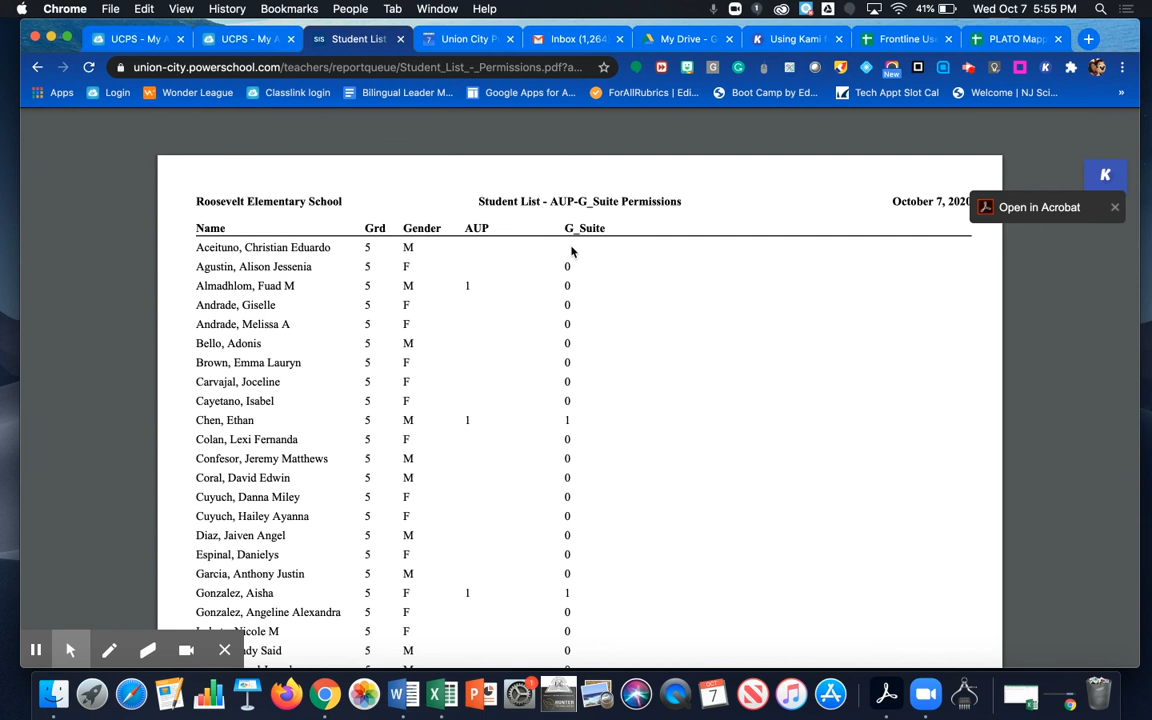 Chrome File Edit View History Bookmarks People Tab Window Help 41% Wed Oct 7 5:55 PM
UCPS - My A UCPS - My A SIS Student List Union City P Inbox (1,264 My Drive - G Using Kami f Frontline Use PLATO Mapp
union-city.powerschool.com/teachers/reportqueue/Student_List_-_Permissions.pdf?a...
New
Apps Login Wonder League Classlink login Bilingual Leader M... Google Apps for A... ForAllRubrics | Edi... Boot Camp by Ed... Tech Appt Slot Cal Welcome | NJ Sci... »
K
Open in Acrobat
Roosevelt Elementary School Student List - AUP-G_Suite Permissions October 7, 2020
Name Grd Gender AUP G_Suite
Aceituno, Christian Eduardo 5 M
Agustin, Alison Jessenia 5 F 0
Almadhlom, Fuad M 5 M 1 0
Andrade, Giselle 5 F 0
Andrade, Melissa A 5 F 0
Bello, Adonis 5 M 0
Brown, Emma Lauryn 5 F 0
Carvajal, Joceline 5 F 0
Cayetano, Isabel 5 F 0
Chen, Ethan 5 M 1 1
Colan, Lexi Fernanda 5 F 0
Confesor, Jeremy Matthews 5 M 0
Coral, David Edwin 5 M 0
Cuyuch, Danna Miley 5 F 0
Cuyuch, Hailey Ayanna 5 F 0
Diaz, Jaiven Angel 5 M 0
Espinal, Danielys 5 F 0
Garcia, Anthony Justin 5 M 0
Gonzalez, Aisha 5 F 1 1
Gonzalez, Angeline Alexandra 5 F 0
Nicole M 5 F 0
Said 5 M 0